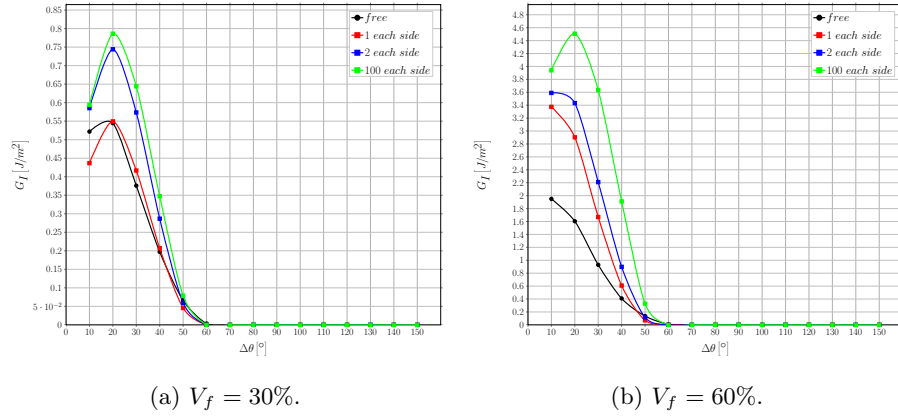 0.85
0.8
0.75
0.7
0.65
0.6
0.55
0.5
0.45
0.4
0.35
0.3
0.25
0.2
0.15
0.1
5 · 10⁻²
0
G_I [J/m²]
0 10 20 30 40 50 60 70 80 90 100 110 120 130 140 150
Δθ [°]
free
1 each side
2 each side
100 each side
(a) V_f = 30%.
4.8
4.6
4.4
4.2
4
3.8
3.6
3.4
3.2
3
2.8
2.6
2.4
2.2
2
1.8
1.6
1.4
1.2
1
0.8
0.6
0.4
0.2
0
G_I [J/m²]
0 10 20 30 40 50 60 70 80 90 100 110 120 130 140 150
Δθ [°]
free
1 each side
2 each side
100 each side
(b) V_f = 60%.